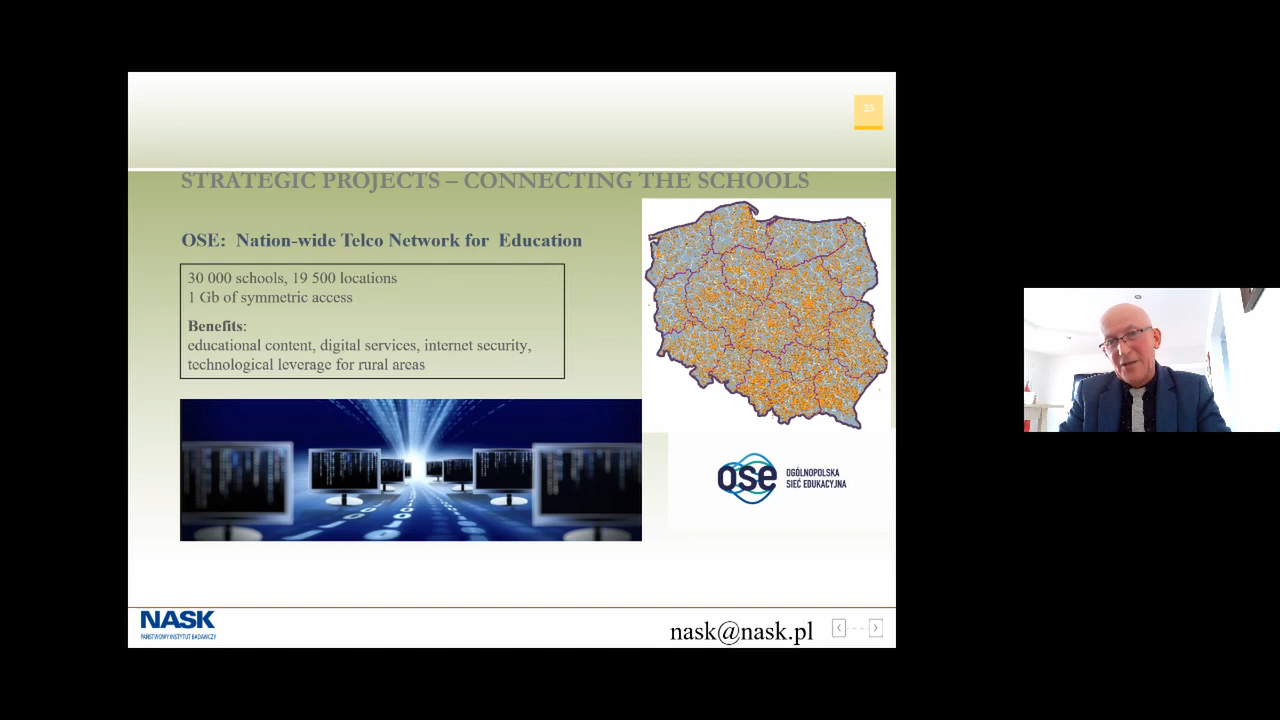 25
STRATEGIC PROJECTS – CONNECTING THE SCHOOLS
OSE: Nation-wide Telco Network for Education
30 000 schools, 19 500 locations
1 Gb of symmetric access
Benefits:
educational content, digital services, internet security,
technological leverage for rural areas
ose
OGÓLNOPOLSKA
SIEĆ EDUKACYJNA
NASK
PAŃSTWOWY INSTYTUT BADAWCZY
nask@nask.pl